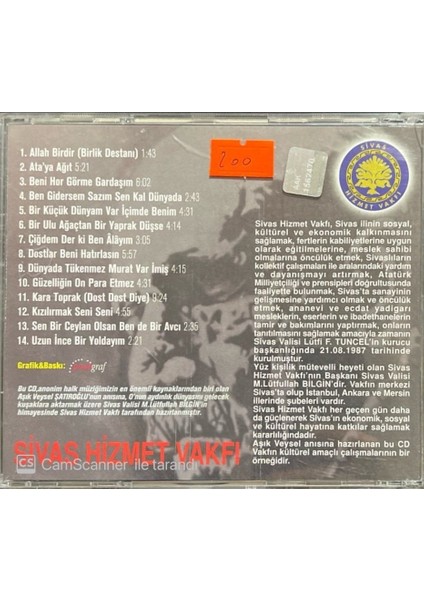 1. Allah Birdir (Birlik Destanı) 1:43
2. Ata'ya Ağıt 5:21
3. Beni Hor Görme Gardaşım 6:02
4. Ben Gidersem Sazım Sen Kal Dünyada 2:95
5. Bir Küçük Dünyam Var İçimde Benim 4:31
6. Bir Ulu Ağaçtan Bir Yaprak Düşse 4:06
7. Çiğdem Der ki Ben Âlâyım 3:05
8. Dostlar Beni Hatırlasın 5:12
9. Dünyada Tükenmez Murat Var İmiş 4:15
10. Güzelliğin On Para Etmez 4:31
11. Kara Toprak (Dost Dost Diye) 8:24
12. Kızılırmak Seni Seni 4:55
13. Sen Bir Ceylan Olsan Ben de Bir Avcı 2:59
14. Uzun İnce Bir Yoldayım 2:21
Grafik&Baskı:
Bu CD,anonim halk müziğimizin en önemli kaynaklarından biri olan
Aşık Veysel ŞATIROĞLU'nun anısına, O'nın aydınlık dünyasını gelecek
kuşaklara aktarmak üzere Sivas Valisi M.Lütfullah BİLGİN'in
himayesinde Sivas Hizmet Vakfı tarafından hazırlanmıştır.
SİVAS HİZMET VAKFI
CS CamScanner ile tarandı
200
SİVAS
HİZMET VAKFI
Sivas Hizmet Vakfı, Sivas ilinin sosyal,
kültürel ve ekonomik kalkınmasını
sağlamak, fertlerin kabiliyetlerine uygun
olarak eğitilmelerine, meslek sahibi
olmalarına öncülük etmek, Sivaslıların
kollektif çalışmaları ile aralarındaki yardım
ve dayanışmayı artırmak, Atatürk
Milliyetçiliği ve prensipleri doğrultusunda
faaliyette bulunmak, Sivas'ta sanayinin
gelişmesine yardımcı olmak ve öncülük
etmek, ananevi ve ecdat yadigarı
mesleklerin, eserlerin ve ibadethanelerin
tamir ve bakımlarını yaptırmak, onların
tanıtılmasını sağlamak amacıyla zamanın
Sivas Valisi Lütfi F. TUNCEL'in kurucu
başkanlığında 21.08.1987 tarihinde
kurulmuştur.
Yüz kişilik mütevelli heyeti olan Sivas
Hizmet Vakfı'nın Başkanı Sivas Valisi
M.Lütfullah BİLGİN'dir. Vakfın merkezi
Sivas'ta olup İstanbul, Ankara ve Mersin
illerinde şubeleri vardır.
Sivas Hizmet Vakfı her geçen gün daha
da güçlenerek Sivas'ın ekonomik, sosyal
ve kültürel hayatına katkılar sağlamak
kararlılığındadır.
Aşık Veysel anısına hazırlanan bu CD
Vakfın kültürel amaçlı çalışmalarının bir
örneğidir.